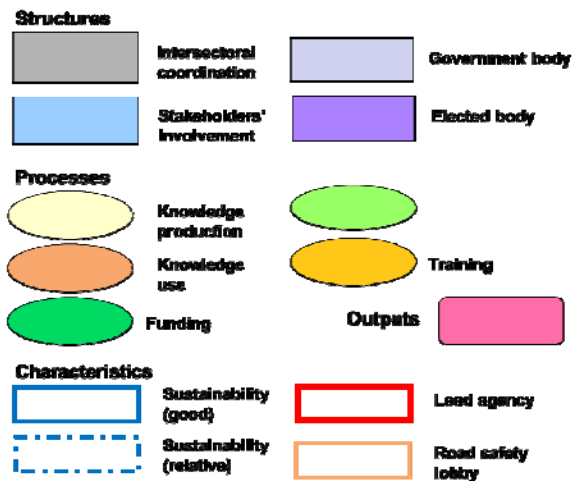 Structures
Intersectoral
coordination
Government body
Stakeholders'
Involvement
Elected body
Processes
Knowledge
production
Knowledge
use
Training
Funding
Outputs
Characteristics
Sustainability
(good)
Lead agency
Sustainability
(relative)
Road safety
lobby